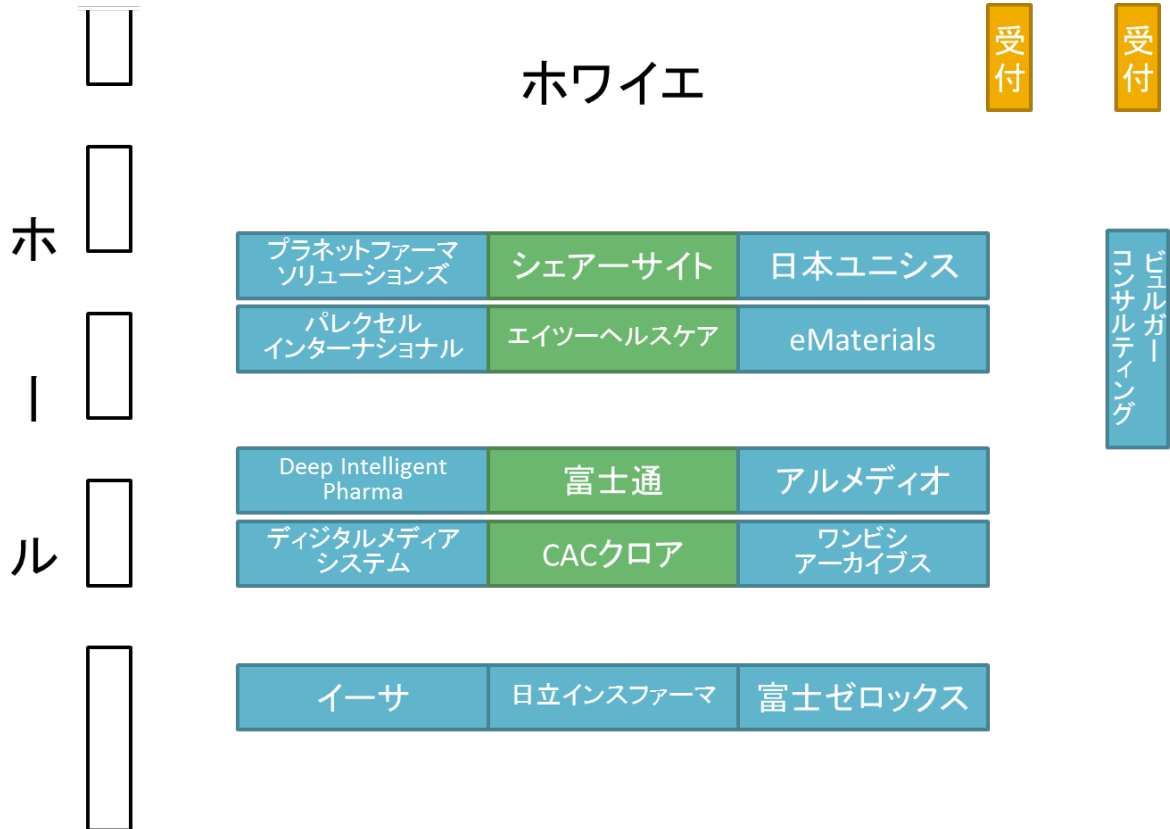 ホワイエ
受付
受付
ホール
プラネットファーマ
ソリューションズ
シェアーサイト
日本ユニシス
パレクセル
インターナショナル
エイツーヘルスケア
eMaterials
ビュルガー
コンサルティング
Deep Intelligent
Pharma
富士通
アルメディオ
ディジタルメディア
システム
CACクロア
ワンビシ
アーカイブス
イーサ
日立インスファーマ
富士ゼロックス